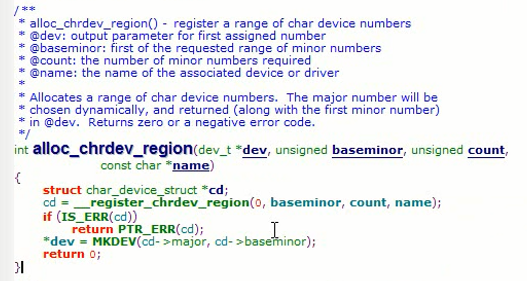 /**
 * alloc_chrdev_region() - register a range of char device numbers
 * @dev: output parameter for first assigned number
 * @baseminor: first of the requested range of minor numbers
 * @count: the number of minor numbers required
 * @name: the name of the associated device or driver
 *
 * Allocates a range of char device numbers.  The major number will be
 * chosen dynamically, and returned (along with the first minor number)
 * in @dev.  Returns zero or a negative error code.
 */
int alloc_chrdev_region(dev_t *dev, unsigned baseminor, unsigned count,
const char *name)
{
struct char_device_struct *cd;
cd = __register_chrdev_region(0, baseminor, count, name);
if (IS_ERR(cd))
return PTR_ERR(cd);
*dev = MKDEV(cd->major, cd->baseminor);
return 0;
}